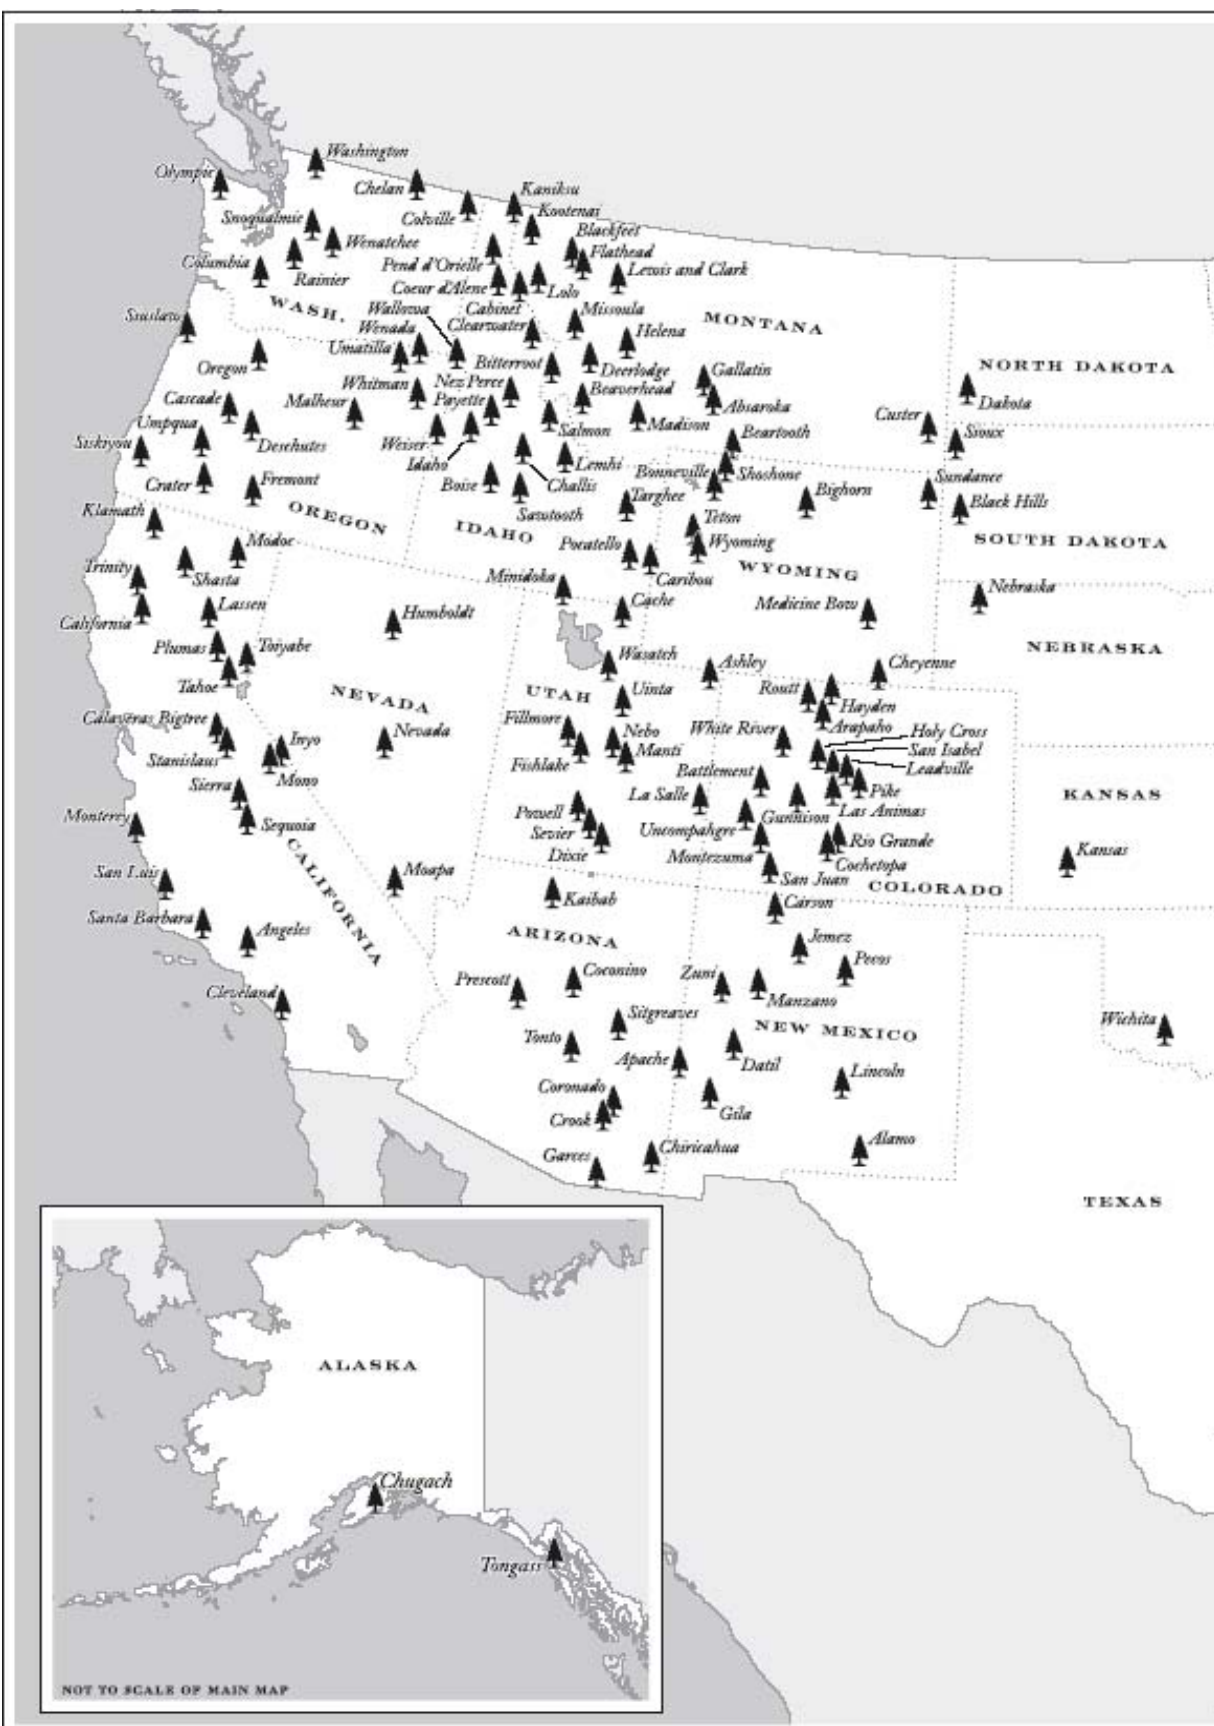 Washington
Olympic
Chelan
Kaniksu
Colville
Kootenai
Snoqualmie
Blackfeet
Wenatchee
Flathead
Columbia
Pend d'Orielle
Lewis and Clark
Rainier
Coeur d'Alene
Lolo
WASH.
Wallowa
Cabinet
Missoula
Siuslaw
Wenaha
Clearwater
MONTANA
Umatilla
Helena
Oregon
Bitterroot
Deerlodge
NORTH DAKOTA
Whitman
Nez Perce
Gallatin
Cascade
Malheur
Payette
Beaverhead
Absaroka
Dakota
Umpqua
Custer
Siskiyou
Deschutes
Weiser
Salmon
Madison
Beartooth
Sioux
Idaho
Lemhi
Bonneville
Shoshone
Sundance
Crater
Fremont
Boise
Challis
Targhee
Bighorn
Black Hills
Klamath
OREGON
Sawtooth
Teton
IDAHO
Wyoming
SOUTH DAKOTA
Modoc
Pocatello
Trinity
Shasta
Minidoka
Caribou
WYOMING
Nebraska
Lassen
Humboldt
Cache
Medicine Bow
California
Plumas
Toiyabe
NEBRASKA
Wasatch
Ashley
Cheyenne
Tahoe
NEVADA
UTAH
Uinta
Routt
Hayden
Calaveras Bigtree
Fillmore
Nebo
White River
Arapaho
Nevada
Holy Cross
Inyo
Manti
San Isabel
Stanislaus
Fishlake
Battlement
Leadville
Mono
Sierra
La Salle
Pike
KANSAS
Monterey
Sequoia
Powell
Gunnison
Las Animas
Sevier
Uncompahgre
Rio Grande
CALIFORNIA
Dixie
Montezuma
Cochetopa
Kansas
San Luis
Moapa
San Juan
COLORADO
Kaibab
Carson
Santa Barbara
Angeles
ARIZONA
Jemez
Pecos
Prescott
Coconino
Zuni
Cleveland
Manzano
Sitgreaves
NEW MEXICO
Wichita
Tonto
Apache
Datil
Lincoln
Coronado
Crook
Gila
Garces
Chiricahua
Alamo
TEXAS
ALASKA
Chugach
Tongass
NOT TO SCALE OF MAIN MAP